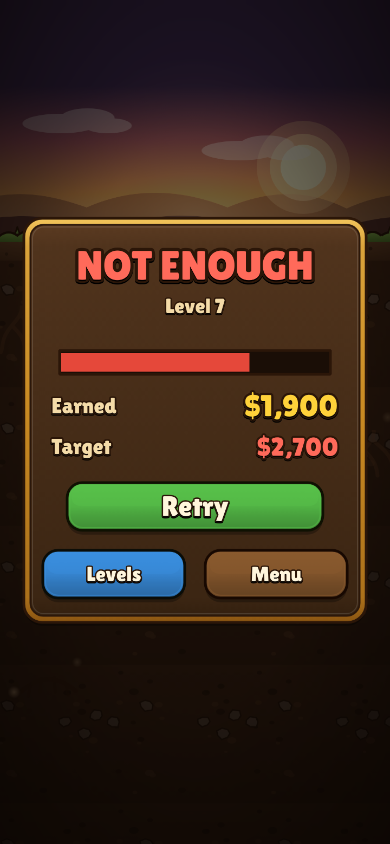 NOT ENOUGH
Level 7
Earned $1,900
Target $2,700
Retry
Levels Menu